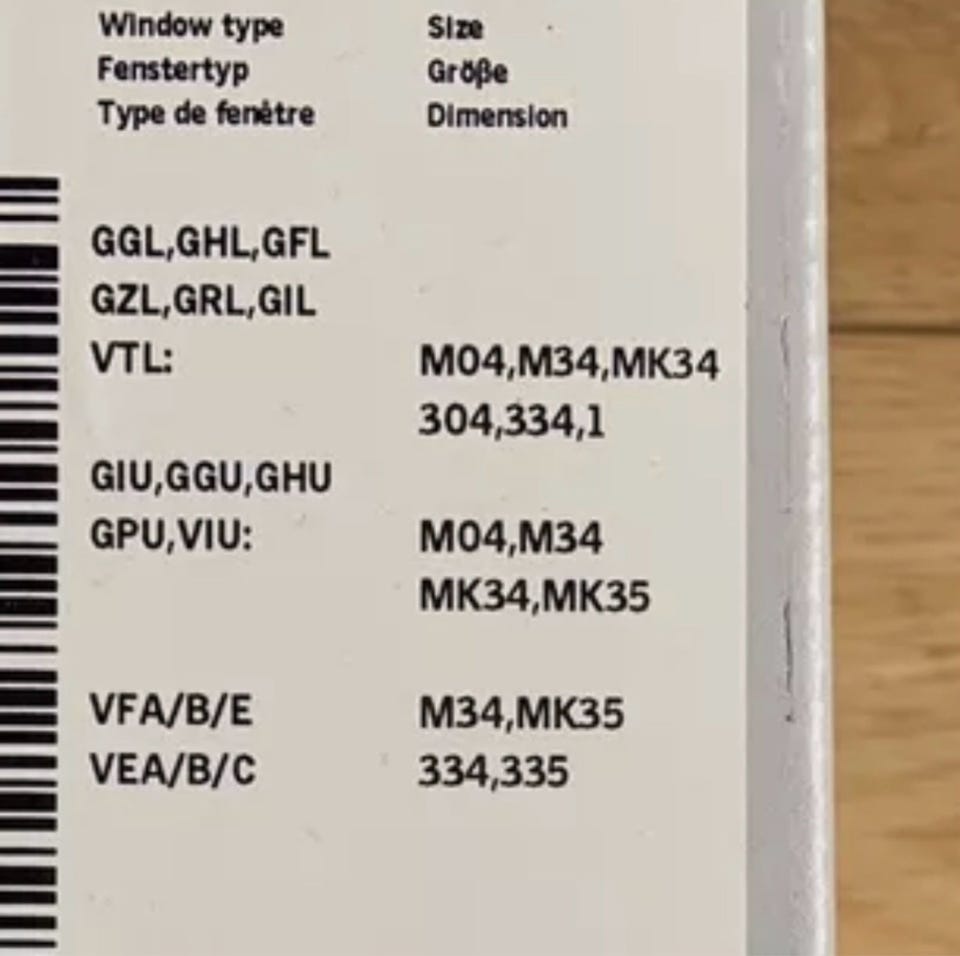 Window type Size
Fenstertyp Größe
Type de fenêtre Dimension
GGL,GHL,GFL
GZL,GRL,GIL
VTL: M04,M34,MK34
304,334,1
GIU,GGU,GHU
GPU,VIU: M04,M34
MK34,MK35
VFA/B/E M34,MK35
VEA/B/C 334,335